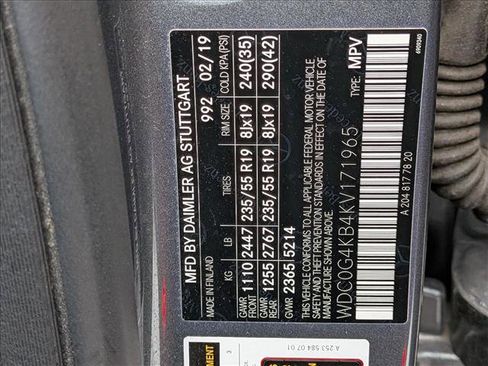 MFD BY DAIMLER AG STUTTGART
MADE IN FINLAND 992 02/19
KG LB TIRES RIM SIZE COLD KPA(PSI)
GAWR FRONT 1110 2447 235/55 R19 8Jx19 240(35)
GAWR REAR 1255 2767 235/55 R19 8Jx19 290(42)
GVWR 2365 5214
THIS VEHICLE CONFORMS TO ALL APPLICABLE FEDERAL MOTOR VEHICLE
SAFETY AND THEFT PREVENTION STANDARDS IN EFFECT ON THE DATE OF
MANUFACTURE SHOWN ABOVE.
WDC0G4KB4KV171965 TYPE: MPV
A 204 817 78 20
A 253 584 07 01